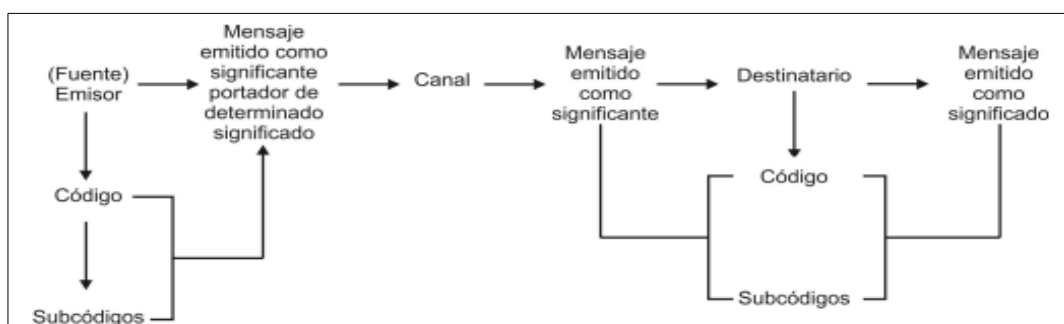 (Fuente)
Emisor
Mensaje
emitido como
significante
portador de
determinado
significado
Canal
Mensaje
emitido
como
significante
Destinatario
Mensaje
emitido
como
significado
Código
Subcódigos
Código
Subcódigos